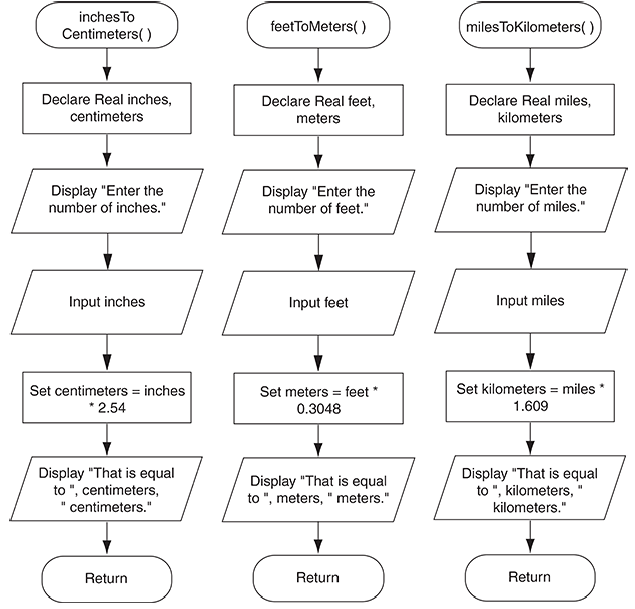 inchesTo
Centimeters( )
Declare Real inches,
centimeters
Display "Enter the
number of inches."
Input inches
Set centimeters = inches
* 2.54
Display "That is equal
to ", centimeters,
" centimeters."
Return
feetToMeters( )
Declare Real feet,
meters
Display "Enter the
number of feet."
Input feet
Set meters = feet *
0.3048
Display "That is equal
to ", meters, " meters."
Return
milesToKilometers( )
Declare Real miles,
kilometers
Display "Enter the
number of miles."
Input miles
Set kilometers = miles *
1.609
Display "That is equal
to ", kilometers, "
kilometers."
Return